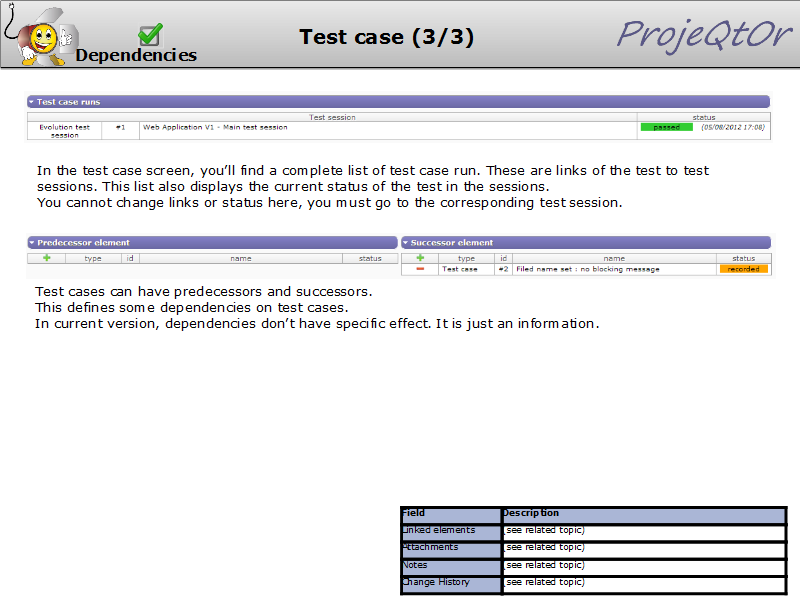 Dependencies
Test case (3/3)
ProjeQtOr
Test case runs
Test session status
Evolution test session #1 Web Application V1 - Main test session passed (05/08/2012 17:08)
In the test case screen, you’ll find a complete list of test case run. These are links of the test to test
sessions. This list also displays the current status of the test in the sessions.
You cannot change links or status here, you must go to the corresponding test session.
Predecessor element
type id name status
Successor element
type id name status
Test case #2 Filed name set : no blocking message recorded
Test cases can have predecessors and successors.
This defines some dependencies on test cases.
In current version, dependencies don’t have specific effect. It is just an information.
Field Description
Linked elements (see related topic)
Attachments (see related topic)
Notes (see related topic)
Change History (see related topic)